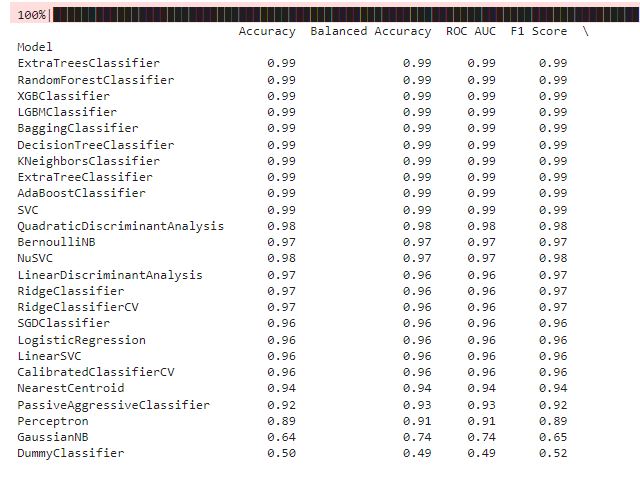 100%|
Accuracy Balanced Accuracy ROC AUC F1 Score \
Model
ExtraTreesClassifier 0.99 0.99 0.99 0.99
RandomForestClassifier 0.99 0.99 0.99 0.99
XGBClassifier 0.99 0.99 0.99 0.99
LGBMClassifier 0.99 0.99 0.99 0.99
BaggingClassifier 0.99 0.99 0.99 0.99
DecisionTreeClassifier 0.99 0.99 0.99 0.99
KNeighborsClassifier 0.99 0.99 0.99 0.99
ExtraTreeClassifier 0.99 0.99 0.99 0.99
AdaBoostClassifier 0.99 0.99 0.99 0.99
SVC 0.99 0.99 0.99 0.99
QuadraticDiscriminantAnalysis 0.98 0.98 0.98 0.98
BernoulliNB 0.97 0.97 0.97 0.97
NuSVC 0.98 0.97 0.97 0.98
LinearDiscriminantAnalysis 0.97 0.96 0.96 0.97
RidgeClassifier 0.97 0.96 0.96 0.97
RidgeClassifierCV 0.97 0.96 0.96 0.97
SGDClassifier 0.96 0.96 0.96 0.96
LogisticRegression 0.96 0.96 0.96 0.96
LinearSVC 0.96 0.96 0.96 0.96
CalibratedClassifierCV 0.96 0.96 0.96 0.96
NearestCentroid 0.94 0.94 0.94 0.94
PassiveAggressiveClassifier 0.92 0.93 0.93 0.92
Perceptron 0.89 0.91 0.91 0.89
GaussianNB 0.64 0.74 0.74 0.65
DummyClassifier 0.50 0.49 0.49 0.52